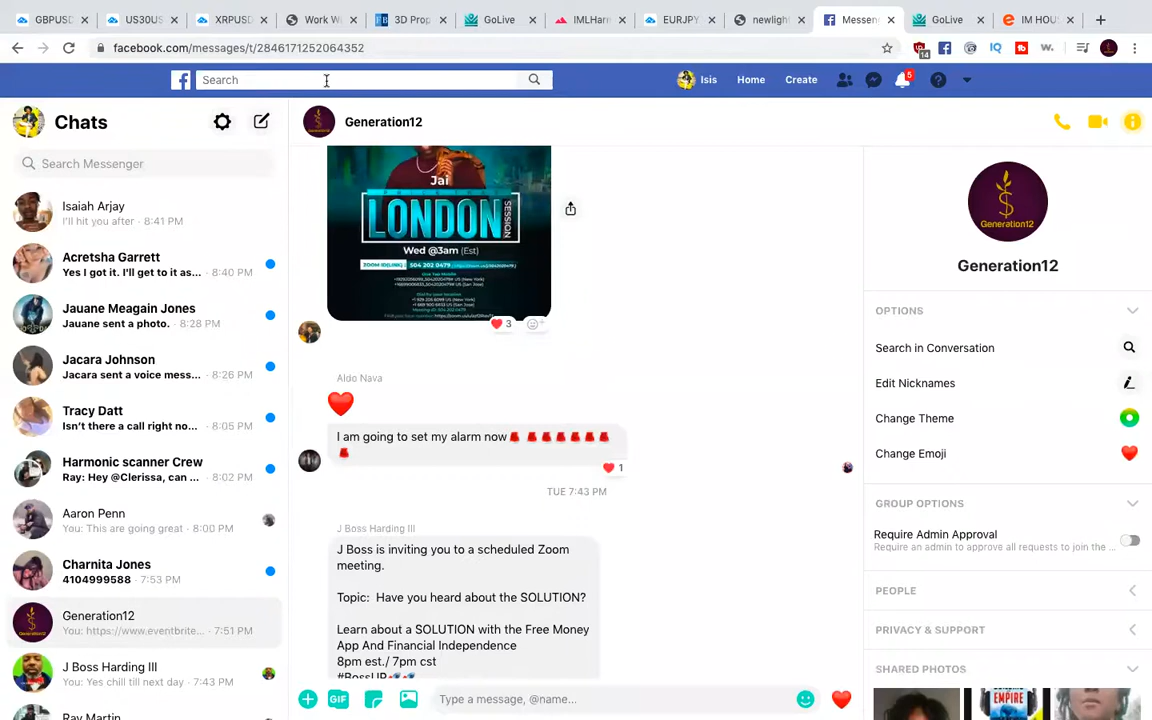 GBPUSD
US30US
XRPUSD
Work W
3D Prop
GoLive
IMLHarn
EURJPY
newlight
Messen
GoLive
IM HOU
facebook.com/messages/t/2846171252064352
14
Search
Isis
Home
Create
5
Chats
Generation12
Search Messenger
Isaiah Arjay
I'll hit you after · 8:41 PM
Acretsha Garrett
Yes I got it. I'll get to it as... · 8:40 PM
Jauane Meagain Jones
Jauane sent a photo. · 8:28 PM
Jacara Johnson
Jacara sent a voice mess... · 8:26 PM
Tracy Datt
Isn't there a call right no... · 8:05 PM
Harmonic scanner Crew
Ray: Hey @Clerissa, can ... · 8:02 PM
Aaron Penn
You: This are going great · 8:00 PM
Charnita Jones
4104999588 · 7:53 PM
Generation12
You: https://www.eventbrite... · 7:51 PM
J Boss Harding III
You: Yes chill till next day · 7:43 PM
Ray Martin
Jai
LONDON
SESSION
Wed @3am (Est)
504 202 0479
3
Aldo Nava
I am going to set my alarm now
1
TUE 7:43 PM
J Boss Harding III
J Boss is inviting you to a scheduled Zoom
meeting.
Topic: Have you heard about the SOLUTION?
Learn about a SOLUTION with the Free Money
App And Financial Independence
8pm est./ 7pm cst
#BossUP
GIF
Type a message, @name...
Generation12
Generation12
OPTIONS
Search in Conversation
Edit Nicknames
Change Theme
Change Emoji
GROUP OPTIONS
Require Admin Approval
Require an admin to approve all requests to join the ...
PEOPLE
PRIVACY & SUPPORT
SHARED PHOTOS
EMPIRE